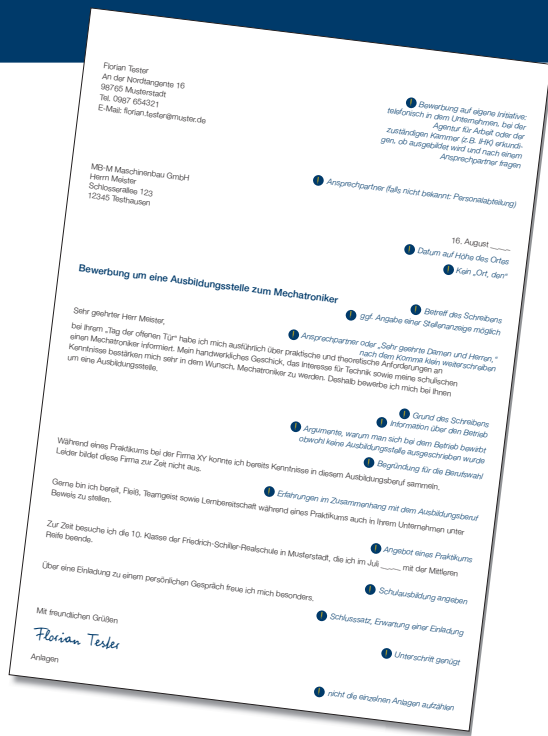 Florian Tester
An der Nordtangente 16
98765 Musterstadt
Tel. 0987 654321
E-Mail: florian.tester@muster.de
! Bewerbung auf eigene Initiative:
telefonisch in dem Unternehmen, bei der
Agentur für Arbeit oder der
zuständigen Kammer (z.B. IHK) erkundi-
gen, ob ausgebildet wird und nach einem
Ansprechpartner fragen
MB-M Maschinenbau GmbH
Herrn Meister
Schlosserallee 123
12345 Testhausen
! Ansprechpartner (falls nicht bekannt: Personalabteilung)
16. August ____
! Datum auf Höhe des Ortes
! Kein „Ort, den“
Bewerbung um eine Ausbildungsstelle zum Mechatroniker
! Betreff des Schreibens
! ggf. Angabe einer Stellenanzeige möglich
Sehr geehrter Herr Meister,
! Ansprechpartner oder „Sehr geehrte Damen und Herren,“
nach dem Komma klein weiterschreiben
bei Ihrem „Tag der offenen Tür“ habe ich mich ausführlich über praktische und theoretische Anforderungen an
einen Mechatroniker informiert. Mein handwerkliches Geschick, das Interesse für Technik sowie meine schulischen
Kenntnisse bestärken mich sehr in dem Wunsch, Mechatroniker zu werden. Deshalb bewerbe ich mich bei Ihnen
um eine Ausbildungsstelle.
! Grund des Schreibens
! Information über den Betrieb
! Argumente, warum man sich bei dem Betrieb bewirbt
obwohl keine Ausbildungsstelle ausgeschrieben wurde
! Begründung für die Berufswahl
Während eines Praktikums bei der Firma XY konnte ich bereits Kenntnisse in diesem Ausbildungsberuf sammeln.
Leider bildet diese Firma zur Zeit nicht aus.
! Erfahrungen im Zusammenhang mit dem Ausbildungsberuf
Gerne bin ich bereit, Fleiß, Teamgeist sowie Lernbereitschaft während eines Praktikums auch in Ihrem Unternehmen unter
Beweis zu stellen.
! Angebot eines Praktikums
Zur Zeit besuche ich die 10. Klasse der Friedrich-Schiller-Realschule in Musterstadt, die ich im Juli ____ mit der Mittleren
Reife beende.
! Schulausbildung angeben
Über eine Einladung zu einem persönlichen Gespräch freue ich mich besonders.
! Schlusssatz, Erwartung einer Einladung
Mit freundlichen Grüßen
Florian Tester
! Unterschrift genügt
Anlagen
! nicht die einzelnen Anlagen aufzählen